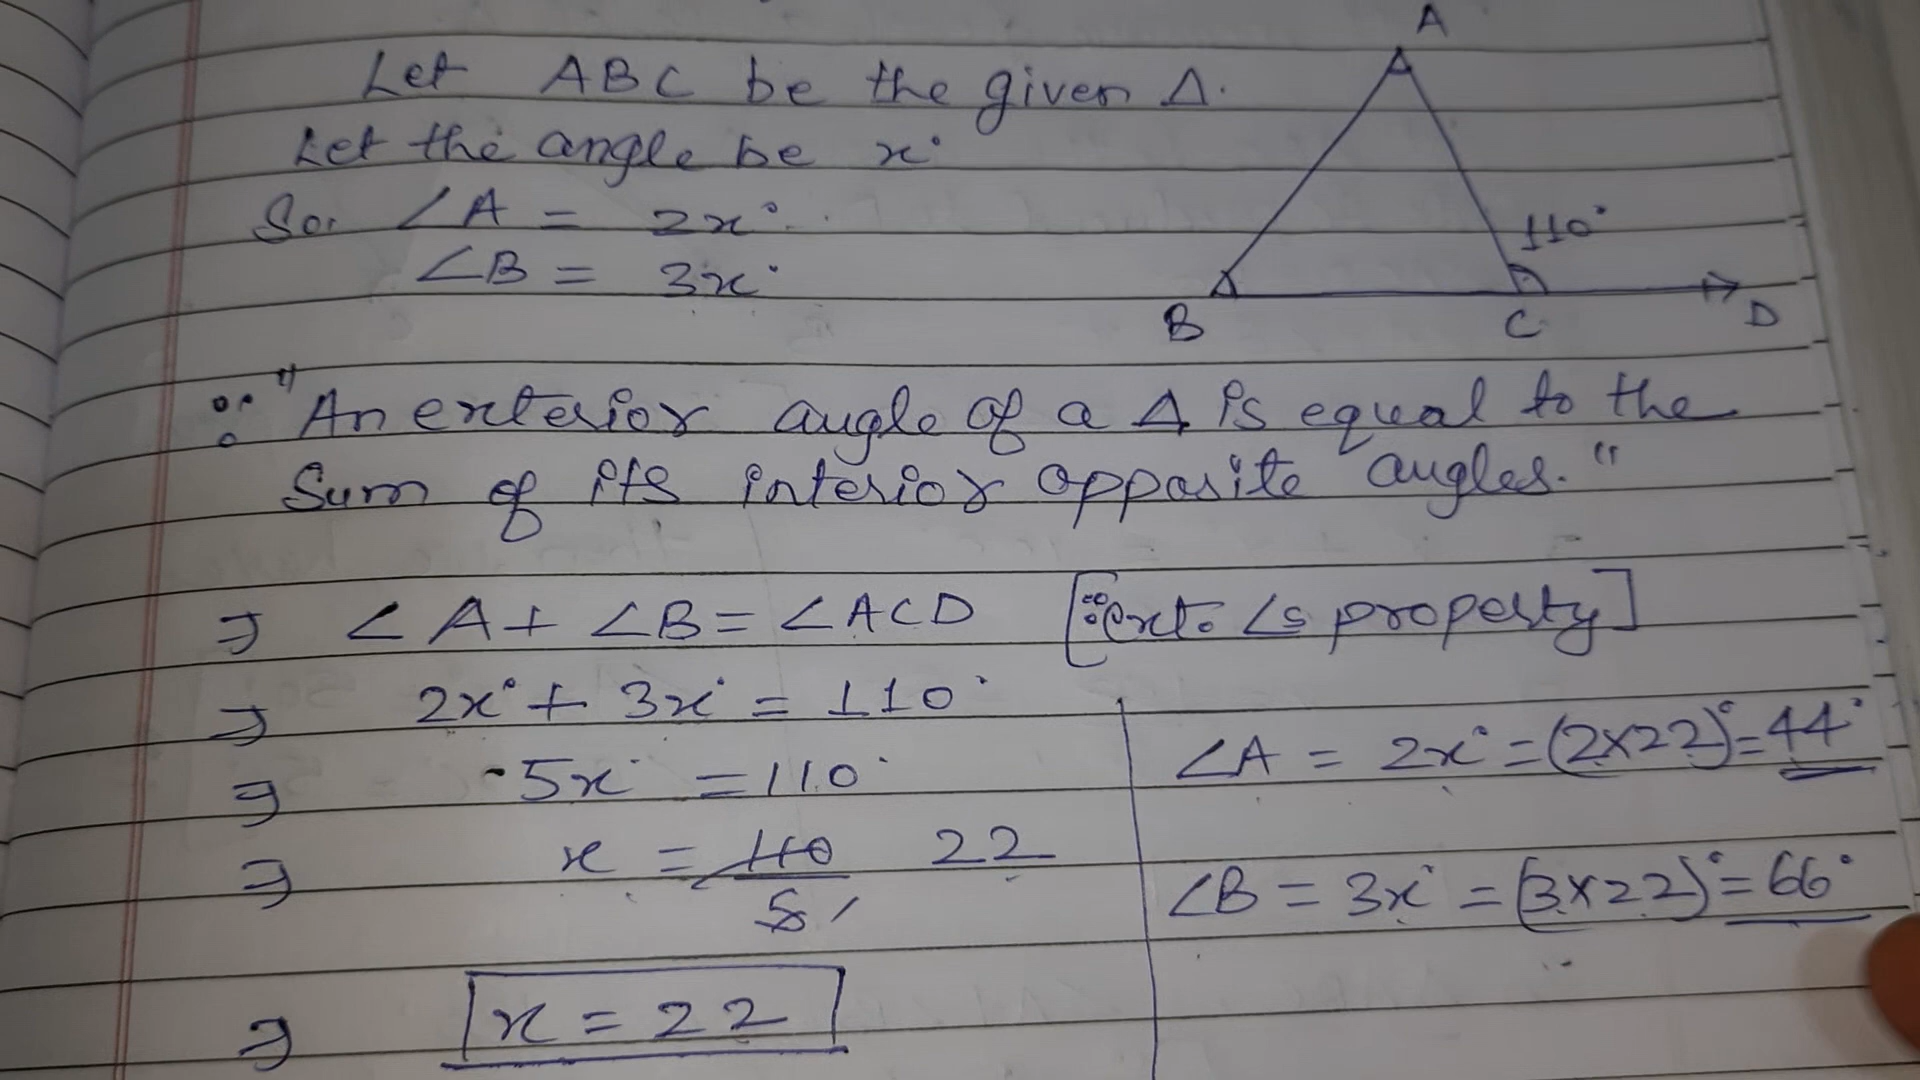 A
Let ABC be the given Δ.
Let the angle be x°
So, ∠A = 2x°
∠B = 3x°
110°
B C D
∵ "An exterior angle of a Δ is equal to the
Sum of its interior opposite angles."
⇒ ∠A + ∠B = ∠ACD [∵ ext. ∠s property]
⇒ 2x° + 3x° = 110°
⇒ 5x° = 110°
⇒ x = 110/5 22
⇒ x = 22
∠A = 2x° = (2×22)° = 44°
∠B = 3x° = (3×22)° = 66°